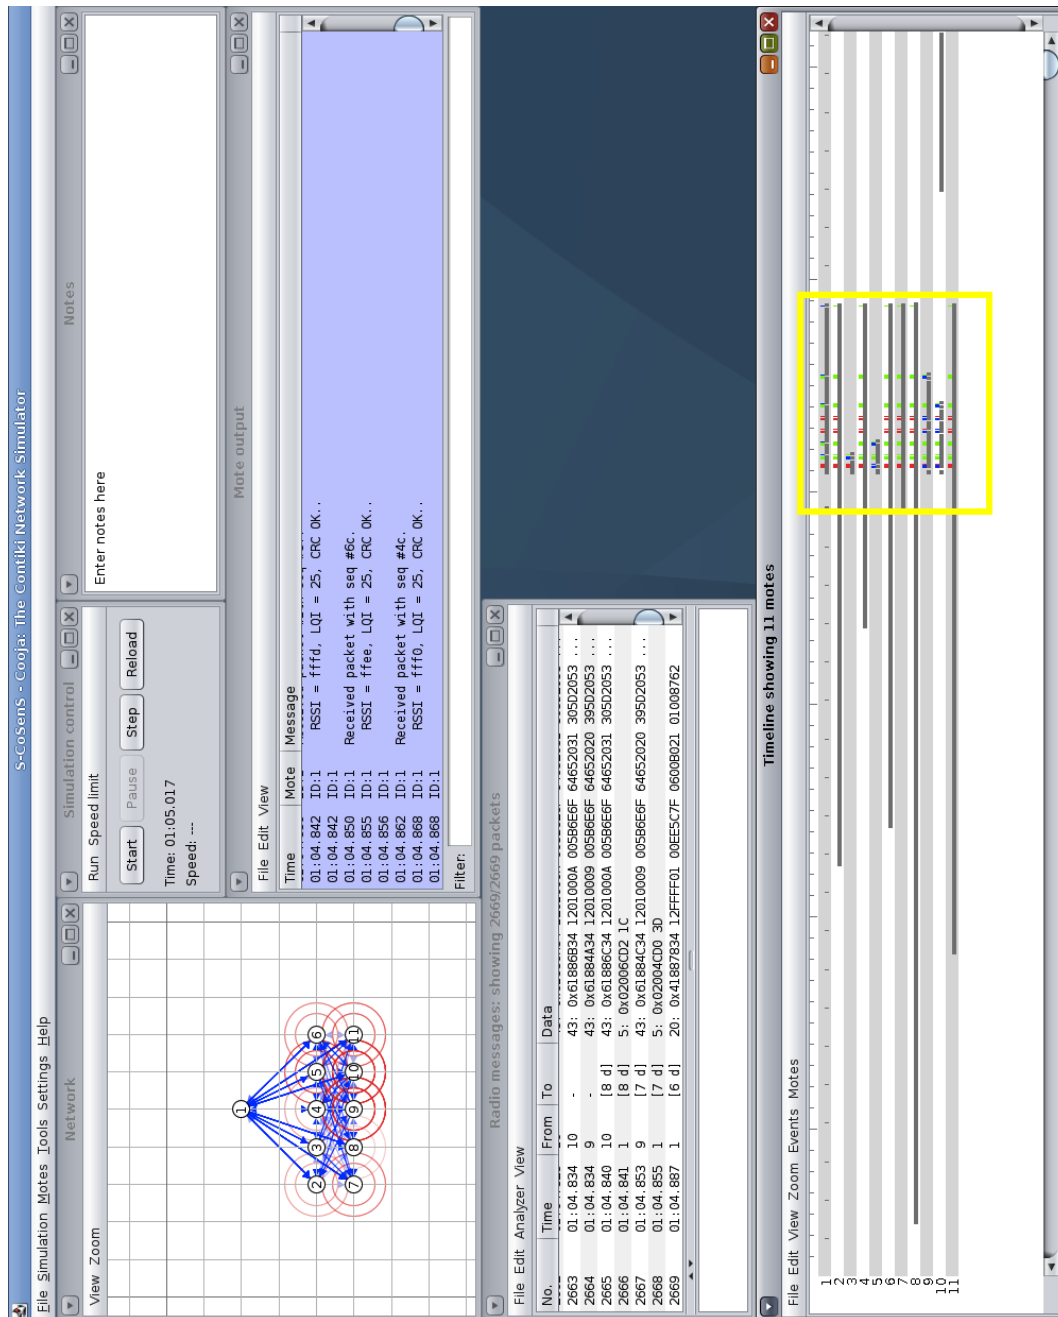 S-CoSenS - Cooja: The Contiki Network Simulator
File Simulation Motes Tools Settings Help
Network
View Zoom
1
2
3
4
5
6
7
8
9
10
11
Simulation control
Run Speed limit
Start
Pause
Step
Reload
Time: 01:05.017
Speed: ---
Notes
Enter notes here
Mote output
File Edit View
Time Mote Message
01:04.842 ID:1 RSSI = fffd, LQI = 25, CRC OK..
01:04.842 ID:1
01:04.850 ID:1 Received packet with seq #6c.
01:04.855 ID:1 RSSI = ffee, LQI = 25, CRC OK..
01:04.856 ID:1
01:04.862 ID:1 Received packet with seq #4c.
01:04.868 ID:1 RSSI = fff0, LQI = 25, CRC OK..
01:04.868 ID:1
Filter:
Radio messages: showing 2669/2669 packets
File Edit Analyzer View
No. Time From To Data
2663 01:04.834 10 - 43: 0x61886B34 1201000A 005B6E6F 64652031 305D2053 ...
2664 01:04.834 9 - 43: 0x61884A34 12010009 005B6E6F 64652020 395D2053 ...
2665 01:04.840 10 [8 d] 43: 0x61886C34 1201000A 005B6E6F 64652031 305D2053 ...
2666 01:04.841 1 [8 d] 5: 0x02006CD2 1C
2667 01:04.853 9 [7 d] 43: 0x61884C34 12010009 005B6E6F 64652020 395D2053 ...
2668 01:04.855 1 [7 d] 5: 0x02004CD0 3D
2669 01:04.887 1 [6 d] 20: 0x41887834 12FFFF01 00EE5C7F 0600B021 01008762
Timeline showing 11 motes
File Edit View Zoom Events Motes
1
2
3
4
5
6
7
8
9
10
11